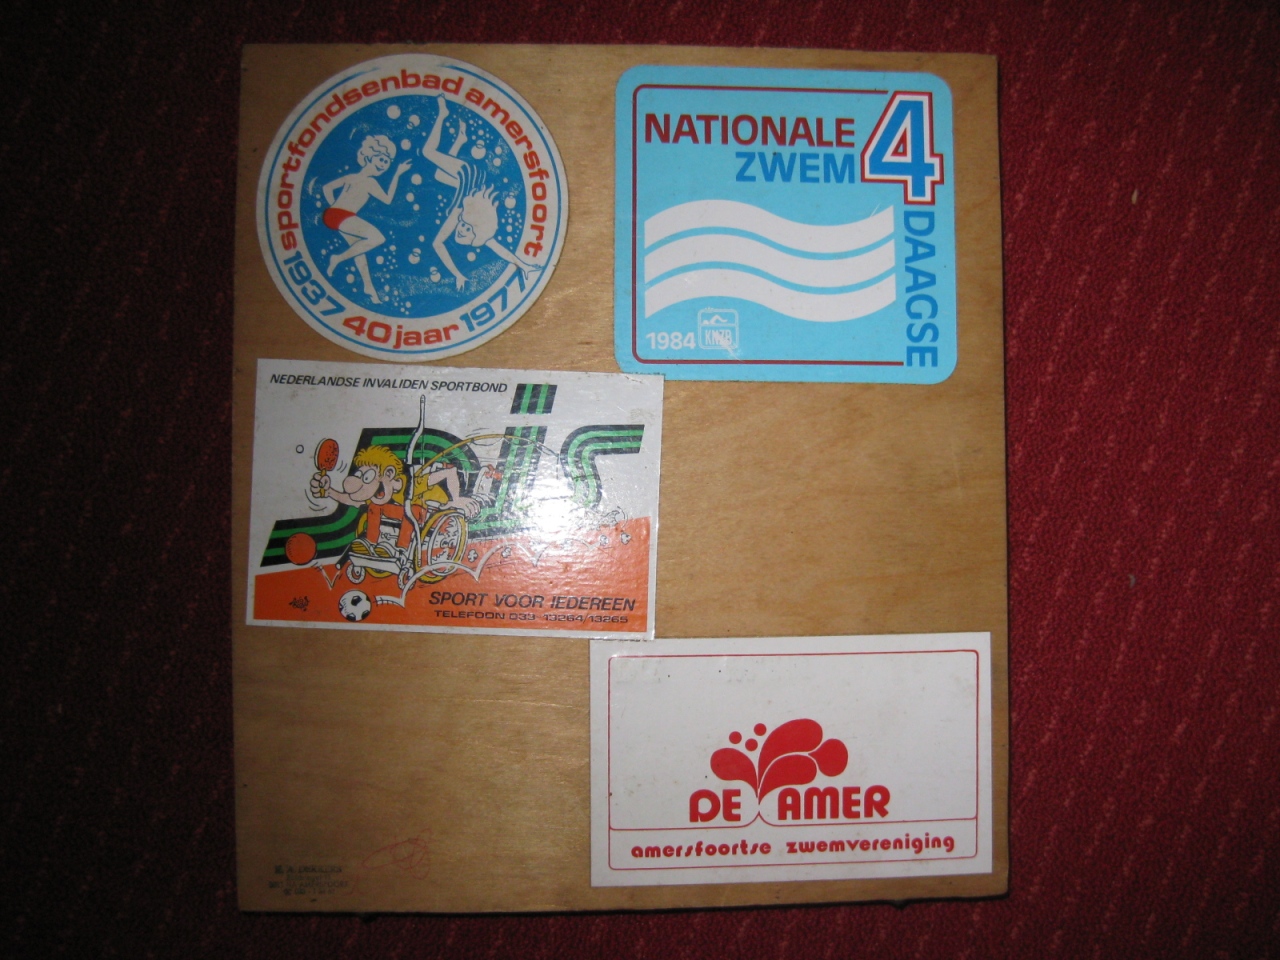 sportfondsenbad amersfoort
1937 40 jaar 1977
NATIONALE
ZWEM 4
DAAGSE
1984 KNZB
NEDERLANDSE INVALIDEN SPORTBOND
nis
SPORT VOOR IEDEREEN
TELEFOON 033 13264/13265
DE AMER
amersfoortse zwemvereniging